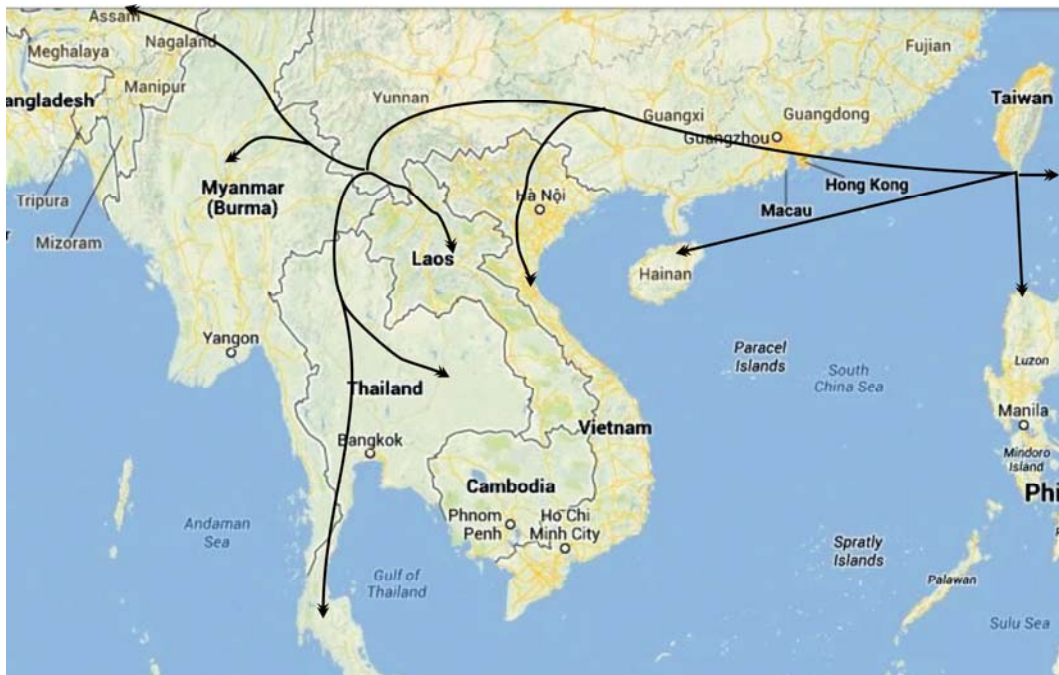 Assam
Nagaland
Meghalaya
Manipur
angladesh
Tripura
Mizoram
Myanmar
(Burma)
Yunnan
Guangxi
Guangzhou
Guangdong
Fujian
Taiwan
Hong Kong
Macau
Hà Nội
Laos
Hainan
Yangon
Thailand
Bangkok
Vietnam
Cambodia
Phnom
Penh
Ho Chi
Minh City
Andaman
Sea
Gulf of
Thailand
Paracel
Islands
South
China Sea
Luzon
Manila
Mindoro
Island
Phi
Spratly
Islands
Palawan
Sulu Sea